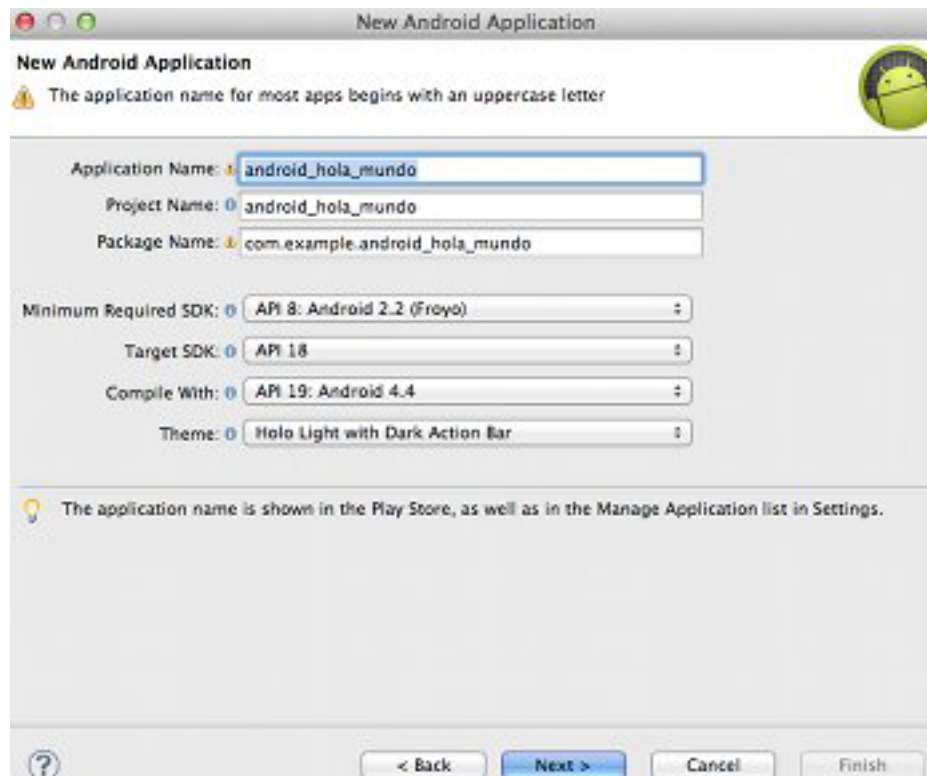 New Android Application
New Android Application
The application name for most apps begins with an uppercase letter
Application Name: android_hola_mundo
Project Name: android_hola_mundo
Package Name: com.example.android_hola_mundo
Minimum Required SDK: API 8: Android 2.2 (Froyo)
Target SDK: API 18
Compile With: API 19: Android 4.4
Theme: Holo Light with Dark Action Bar
The application name is shown in the Play Store, as well as in the Manage Application list in Settings.
? < Back Next > Cancel Finish